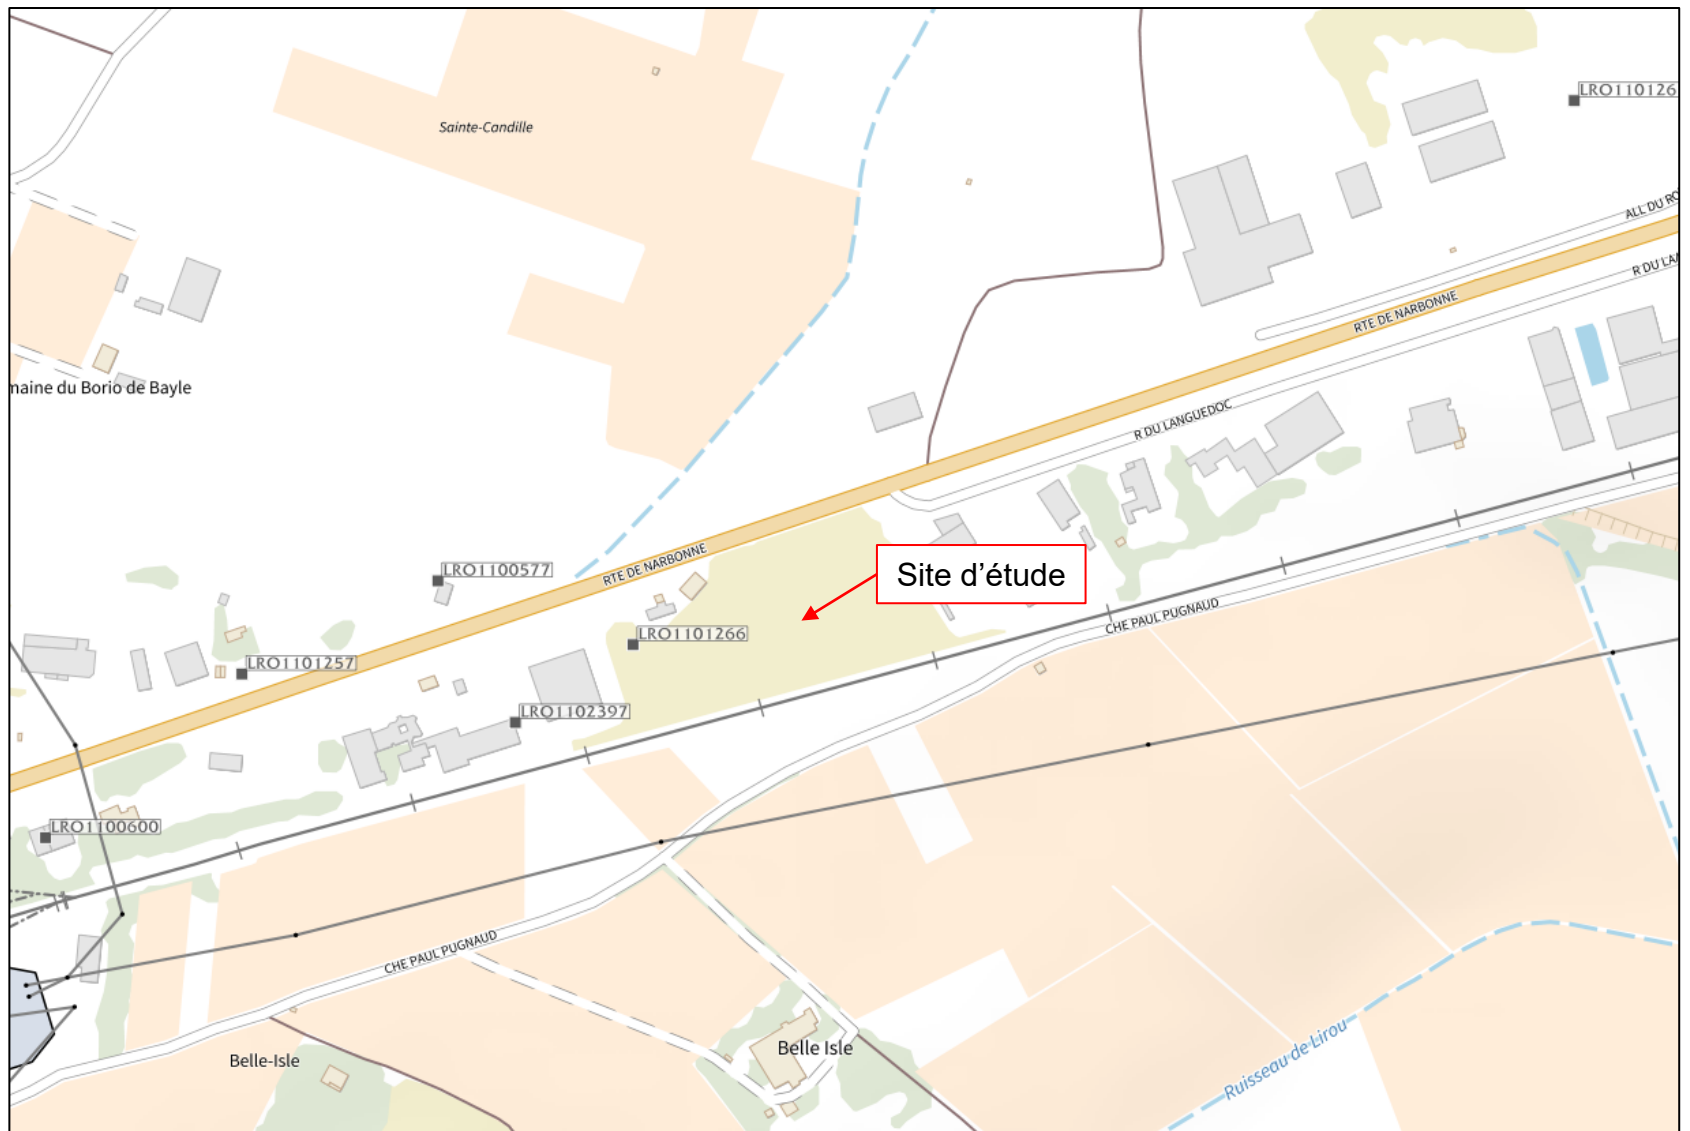 LRO110126
Sainte-Candille
ALL DU RO
R DU LA
RTE DE NARBONNE
maine du Borio de Bayle
R DU LANGUEDOC
RTE DE NARBONNE
LRO1100577
Site d'étude
CHE PAUL PUGNAUD
LRO1101266
LRO1101257
LRO1102397
LRO1100600
CHE PAUL PUGNAUD
Belle-Isle
Belle Isle
Ruisseau de Lirou